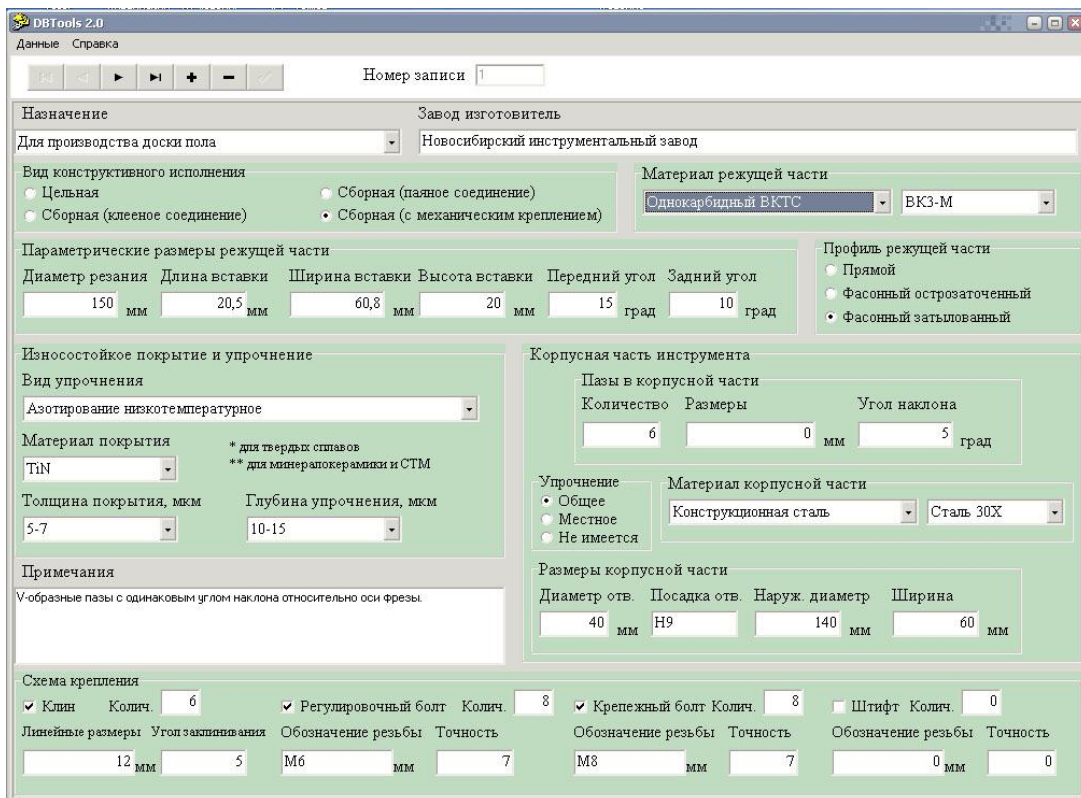 DBTools 2.0
Данные Справка
Номер записи 1
Назначение Завод изготовитель
Для производства доски пола Новосибирский инструментальный завод
Вид конструктивного исполнения Материал режущей части
Цельная Сборная (паяное соединение)
Однокарбидный ВКТС ВК3-М
Сборная (клееное соединение) Сборная (с механическим креплением)
Параметрические размеры режущей части Профиль режущей части
Диаметр резания Длина вставки Ширина вставки Высота вставки Передний угол Задний угол Прямой
150 мм 20,5 мм 60,8 мм 20 мм 15 град 10 град Фасонный острозаточенный
Фасонный затылованный
Износостойкое покрытие и упрочнение Корпусная часть инструмента
Вид упрочнения Пазы в корпусной части
Азотирование низкотемпературное Количество Размеры Угол наклона
6 0 мм 5 град
Материал покрытия * для твердых сплавов
TiN ** для минералокерамики и СТМ
Упрочнение Материал корпусной части
Толщина покрытия, мкм Глубина упрочнения, мкм Общее
5-7 10-15 Местное Конструкционная сталь Сталь 30Х
Не имеется
Примечания Размеры корпусной части
V-образные пазы с одинаковым углом наклона относительно оси фрезы. Диаметр отв. Посадка отв. Наруж. диаметр Ширина
40 мм H9 140 мм 60 мм
Схема крепления
Клин Колич. 6 Регулировочный болт Колич. 8 Крепежный болт Колич. 8 Штифт Колич. 0
Линейные размеры Угол заклинивания Обозначение резьбы Точность Обозначение резьбы Точность Обозначение резьбы Точность
12 мм 5 М6 мм 7 М8 мм 7 0 мм 0